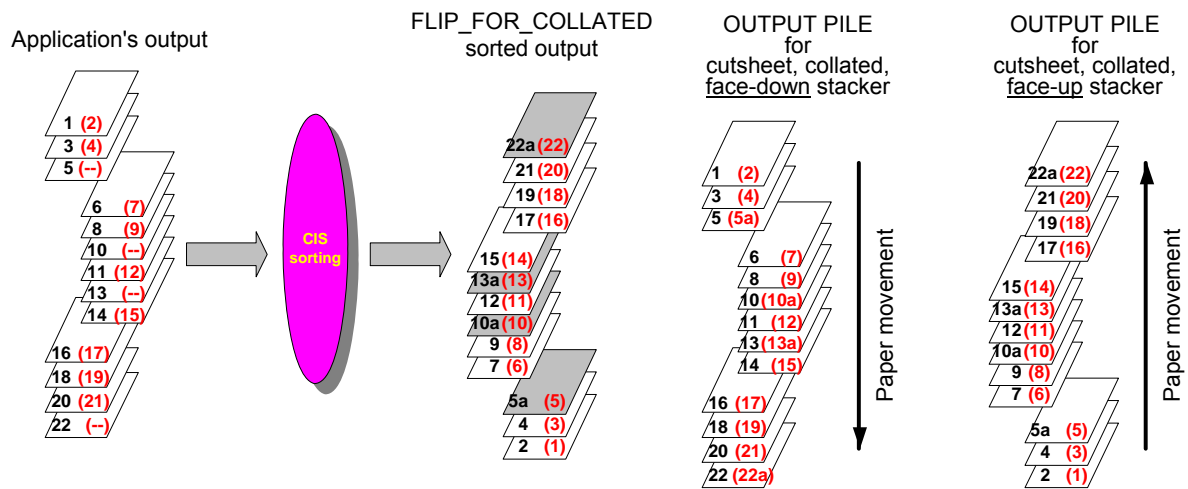 Application's output
1 (2)
3 (4)
5 (--)
6 (7)
8 (9)
10 (--)
11 (12)
13 (--)
14 (15)
16 (17)
18 (19)
20 (21)
22 (--)
CIS
sorting
FLIP_FOR_COLLATED
sorted output
22a (22)
21 (20)
19 (18)
17 (16)
15 (14)
13a (13)
12 (11)
10a (10)
9 (8)
7 (6)
5a (5)
4 (3)
2 (1)
OUTPUT PILE
for
cutsheet, collated,
face-down stacker
1 (2)
3 (4)
5 (5a)
6 (7)
8 (9)
10 (10a)
11 (12)
13 (13a)
14 (15)
16 (17)
18 (19)
20 (21)
22 (22a)
Paper movement
OUTPUT PILE
for
cutsheet, collated,
face-up stacker
22a (22)
21 (20)
19 (18)
17 (16)
15 (14)
13a (13)
12 (11)
10a (10)
9 (8)
7 (6)
5a (5)
4 (3)
2 (1)
Paper movement